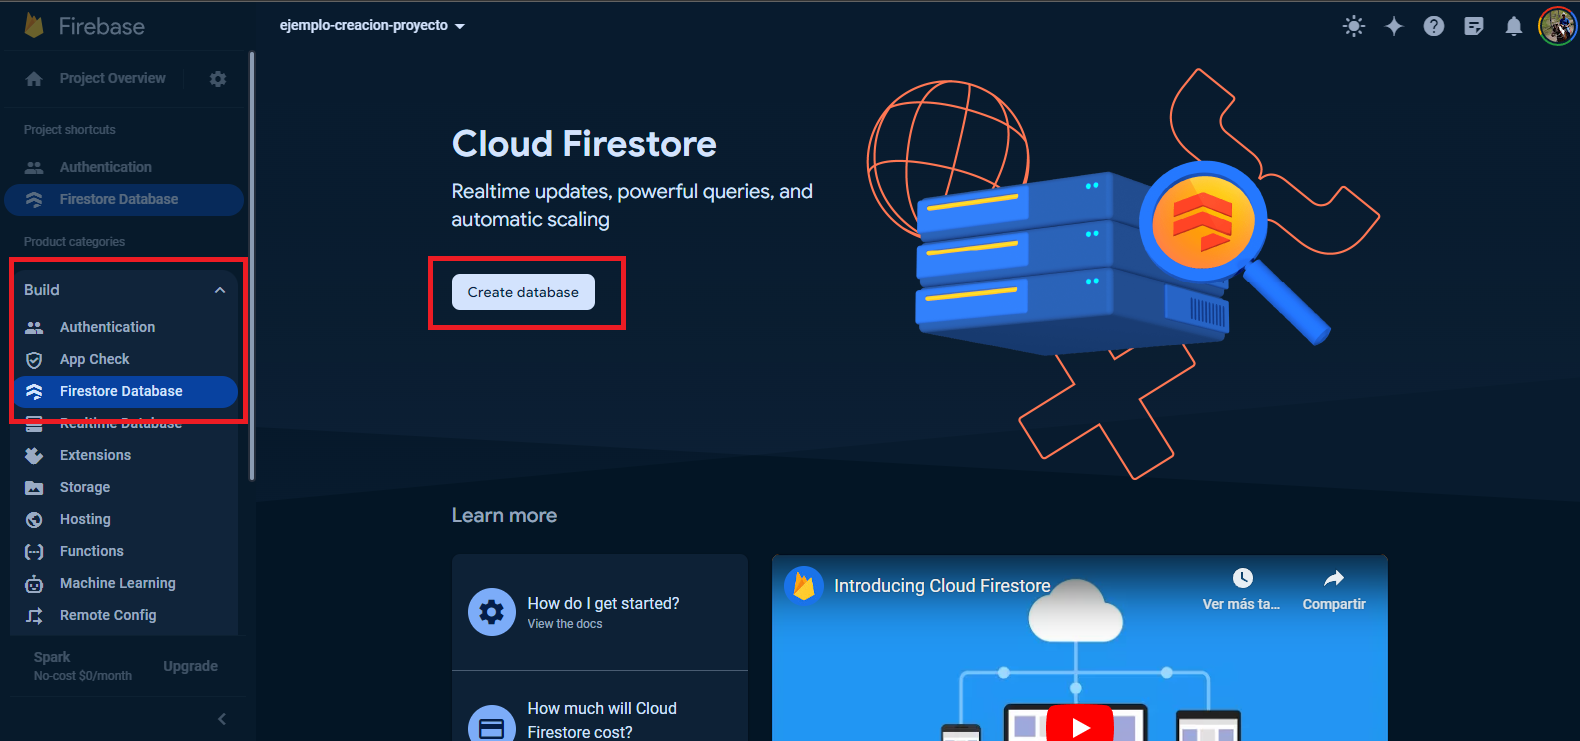 Firebase
ejemplo-creacion-proyecto
Project Overview
Project shortcuts
Authentication
Firestore Database
Product categories
Build
Authentication
App Check
Firestore Database
Realtime Database
Extensions
Storage
Hosting
Functions
Machine Learning
Remote Config
Spark
No-cost $0/month
Upgrade
Cloud Firestore
Realtime updates, powerful queries, and
automatic scaling
Create database
Learn more
How do I get started?
View the docs
How much will Cloud
Firestore cost?
Introducing Cloud Firestore
Ver más ta...
Compartir